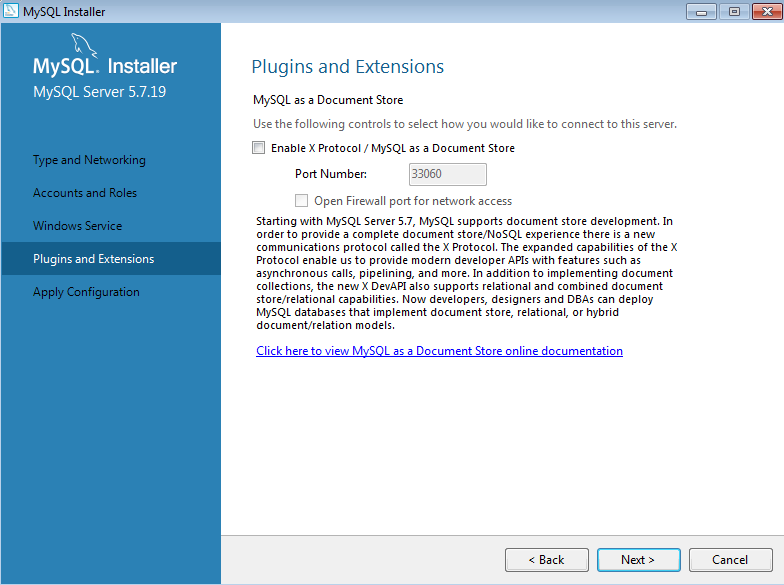 MySQL Installer
MySQL. Installer
MySQL Server 5.7.19
Type and Networking
Accounts and Roles
Windows Service
Plugins and Extensions
Apply Configuration
Plugins and Extensions
MySQL as a Document Store
Use the following controls to select how you would like to connect to this server.
Enable X Protocol / MySQL as a Document Store
Port Number: 33060
Open Firewall port for network access
Starting with MySQL Server 5.7, MySQL supports document store development. In
order to provide a complete document store/NoSQL experience there is a new
communications protocol called the X Protocol. The expanded capabilities of the X
Protocol enable us to provide modern developer APIs with features such as
asynchronous calls, pipelining, and more. In addition to implementing document
collections, the new X DevAPI also supports relational and combined document
store/relational capabilities. Now developers, designers and DBAs can deploy
MySQL databases that implement document store, relational, or hybrid
document/relation models.
Click here to view MySQL as a Document Store online documentation
< Back
Next >
Cancel